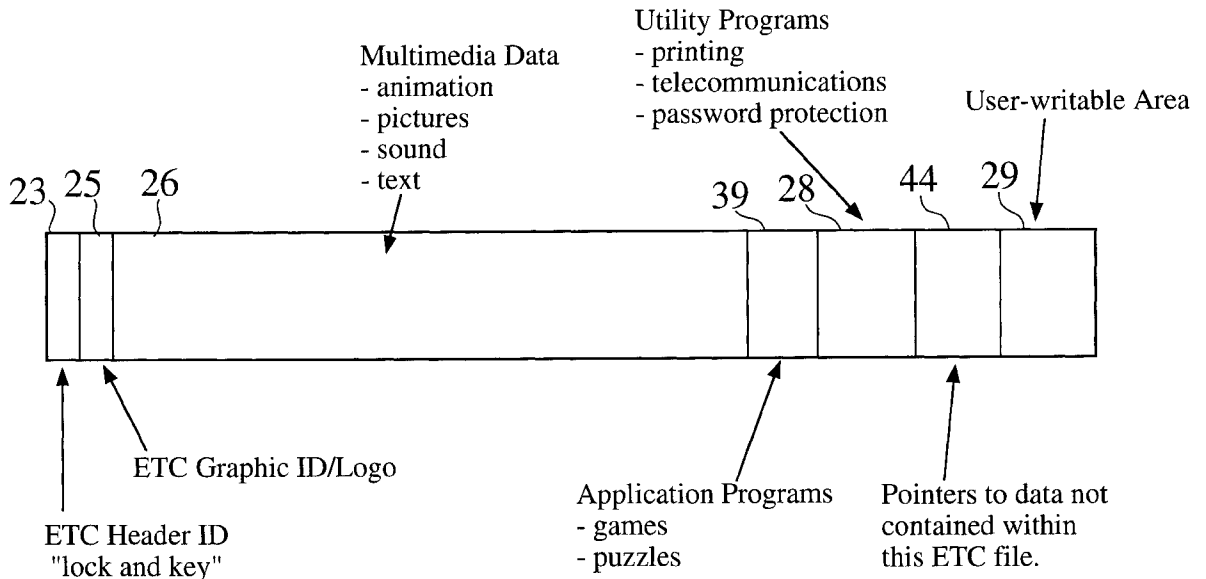 Utility Programs
- printing
- telecommunications
- password protection
Multimedia Data
- animation
- pictures
- sound
- text
User-writable Area
23 25 26 39 28 44 29
ETC Graphic ID/Logo
ETC Header ID
"lock and key"
Application Programs
- games
- puzzles
Pointers to data not
contained within
this ETC file.